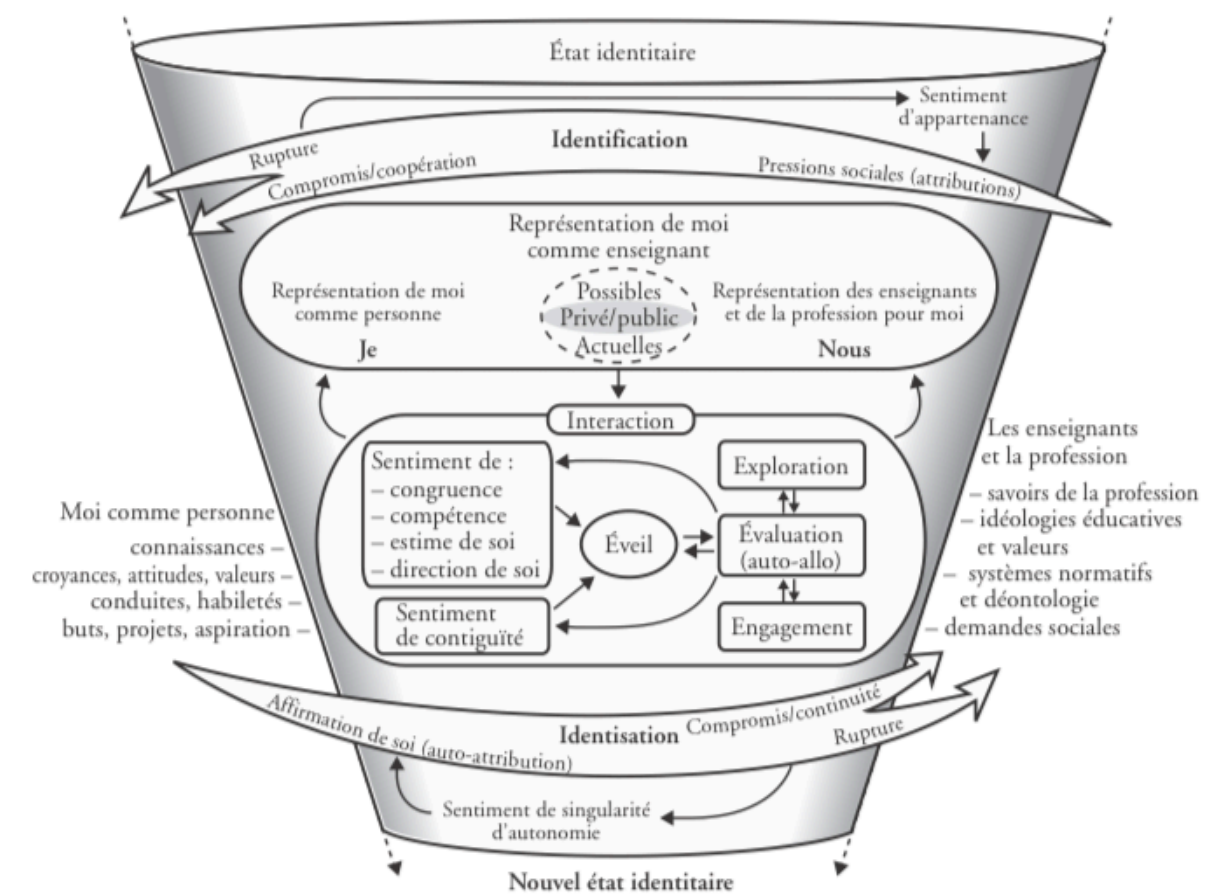 État identitaire
Sentiment
d'appartenance
Identification
Rupture
Compromis/coopération
Pressions sociales (attributions)
Représentation de moi
comme enseignant
Représentation de moi
comme personne
Je
Possibles
Privé/public
Actuelles
Représentation des enseignants
et de la profession pour moi
Nous
Interaction
Sentiment de :
– congruence
– compétence
– estime de soi
– direction de soi
Sentiment
de contiguïté
Éveil
Exploration
Évaluation
(auto-allo)
Engagement
Moi comme personne
connaissances –
croyances, attitudes, valeurs –
conduites, habiletés –
buts, projets, aspiration –
Les enseignants
et la profession
– savoirs de la profession
– idéologies éducatives
et valeurs
– systèmes normatifs
et déontologie
– demandes sociales
Affirmation de soi (auto-attribution)
Identisation
Compromis/continuité
Rupture
Sentiment de singularité
d'autonomie
Nouvel état identitaire